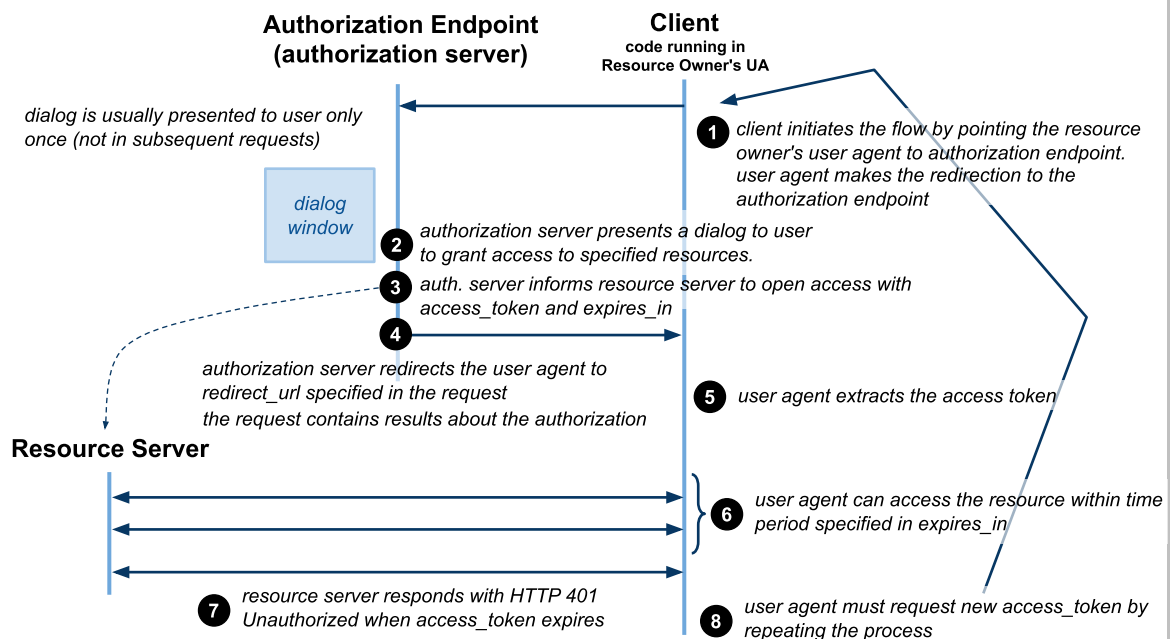 Authorization Endpoint
(authorization server)
Client
code running in
Resource Owner's UA
dialog is usually presented to user only
once (not in subsequent requests)
1
client initiates the flow by pointing the resource
owner's user agent to authorization endpoint.
user agent makes the redirection to the
authorization endpoint
dialog
window
2
authorization server presents a dialog to user
to grant access to specified resources.
3
auth. server informs resource server to open access with
access_token and expires_in
4
authorization server redirects the user agent to
redirect_url specified in the request
the request contains results about the authorization
5
user agent extracts the access token
Resource Server
6
user agent can access the resource within time
period specified in expires_in
7
resource server responds with HTTP 401
Unauthorized when access_token expires
8
user agent must request new access_token by
repeating the process